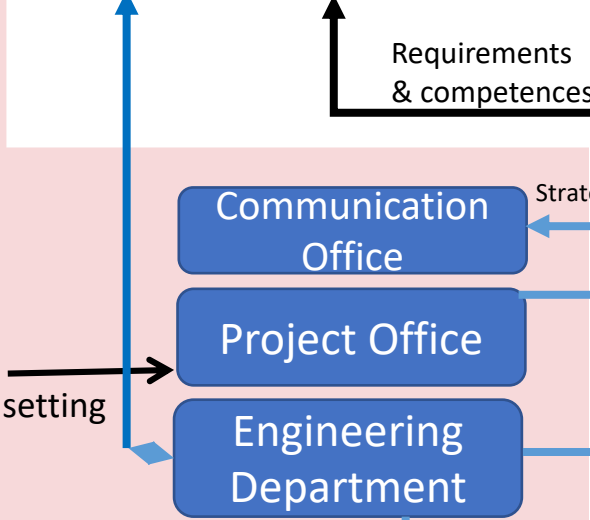 Requirements
& competences
Communication
Office
Project Office
setting
Engineering
Department